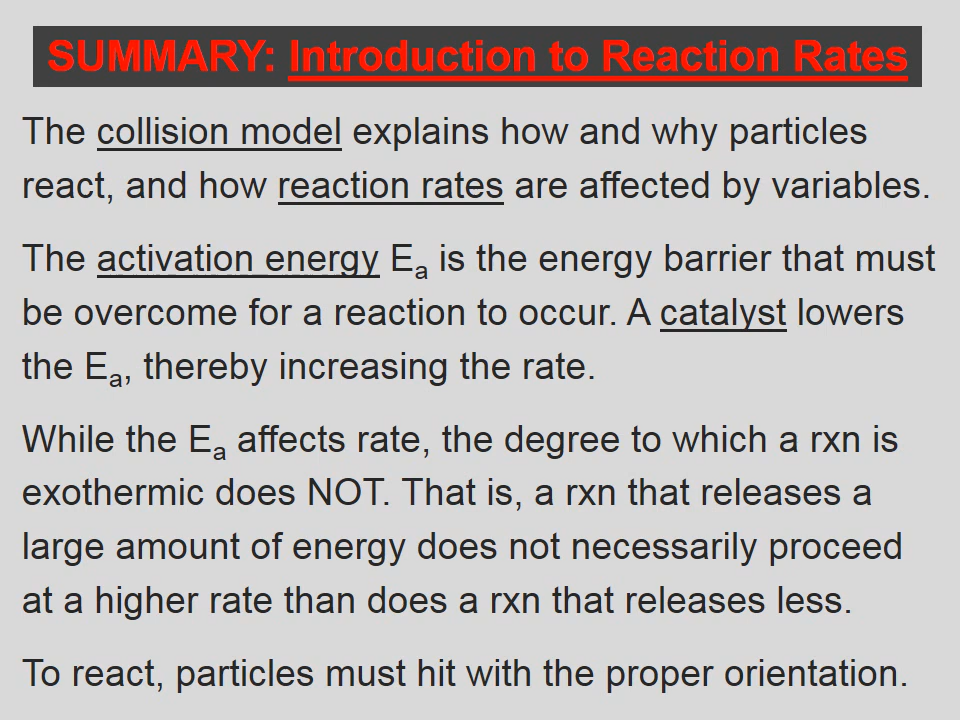 SUMMARY: Introduction to Reaction Rates
The collision model explains how and why particles
react, and how reaction rates are affected by variables.
The activation energy Ea is the energy barrier that must
be overcome for a reaction to occur. A catalyst lowers
the Ea, thereby increasing the rate.
While the Ea affects rate, the degree to which a rxn is
exothermic does NOT. That is, a rxn that releases a
large amount of energy does not necessarily proceed
at a higher rate than does a rxn that releases less.
To react, particles must hit with the proper orientation.